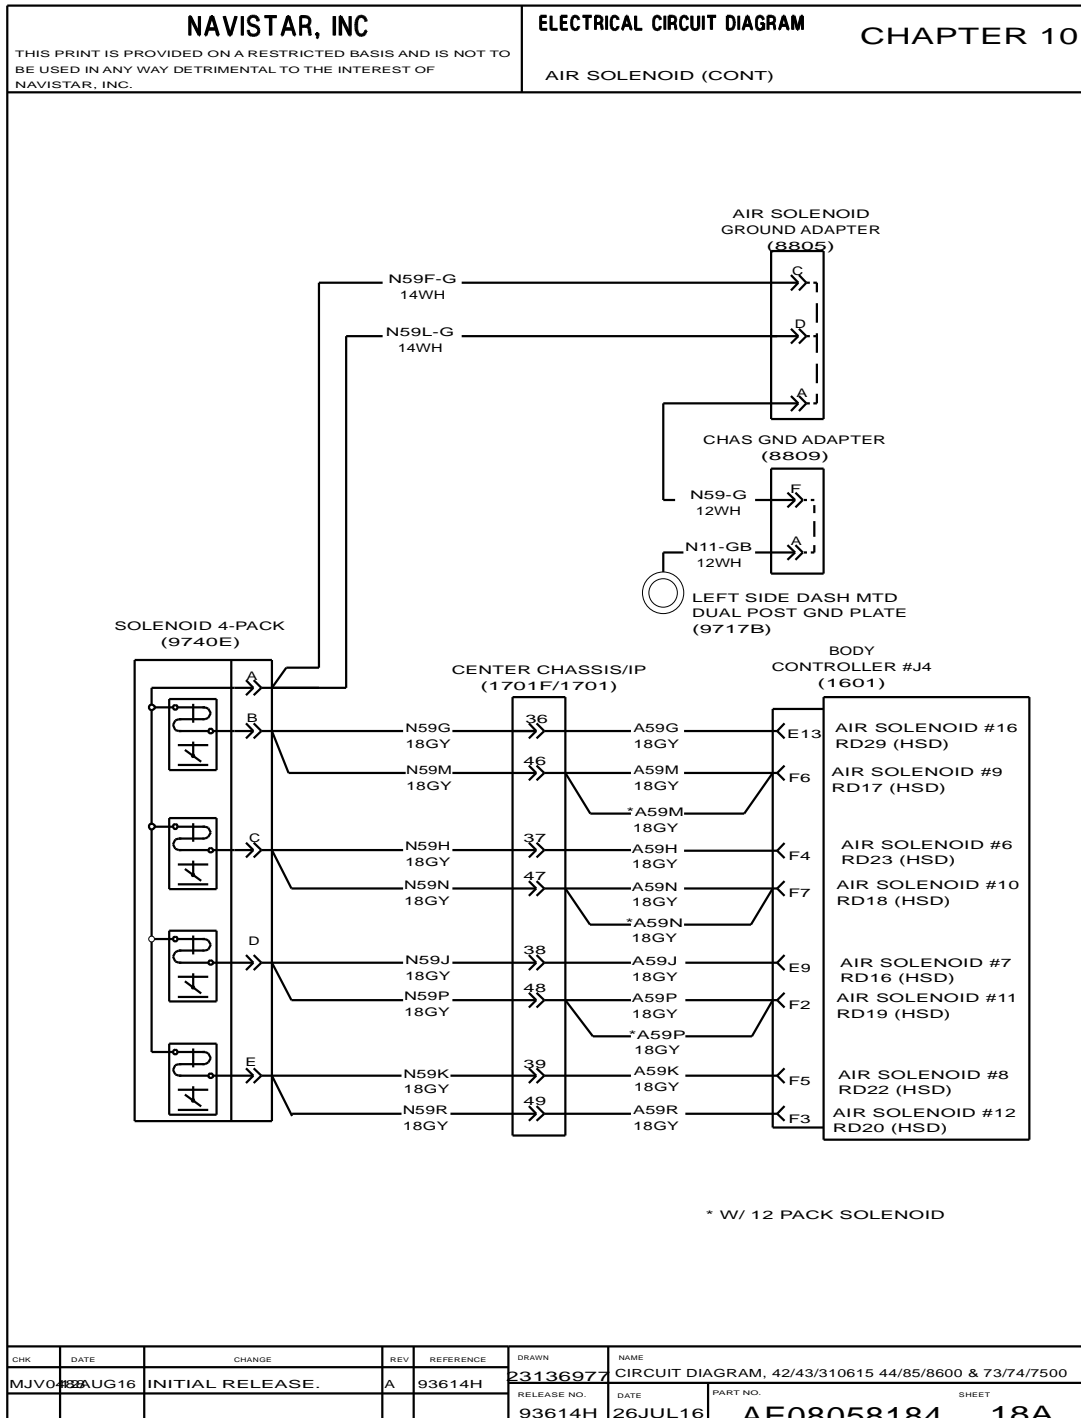 NAVISTAR, INC
THIS PRINT IS PROVIDED ON A RESTRICTED BASIS AND IS NOT TO
BE USED IN ANY WAY DETRIMENTAL TO THE INTEREST OF
NAVISTAR, INC.
ELECTRICAL CIRCUIT DIAGRAM
CHAPTER 10
AIR SOLENOID (CONT)
AIR SOLENOID
GROUND ADAPTER
(8805)
C
N59F-G
14WH
D
N59L-G
14WH
A
CHAS GND ADAPTER
(8809)
F
N59-G
12WH
A
N11-GB
12WH
LEFT SIDE DASH MTD
DUAL POST GND PLATE
(9717B)
SOLENOID 4-PACK
(9740E)
CENTER CHASSIS/IP
(1701F/1701)
BODY
CONTROLLER #J4
(1601)
A
B
N59G
18GY
36
A59G
18GY
E13
AIR SOLENOID #16
RD29 (HSD)
N59M
18GY
46
A59M
18GY
F6
AIR SOLENOID #9
RD17 (HSD)
*A59M
18GY
C
N59H
18GY
37
A59H
18GY
F4
AIR SOLENOID #6
RD23 (HSD)
N59N
18GY
47
A59N
18GY
F7
AIR SOLENOID #10
RD18 (HSD)
*A59N
18GY
D
N59J
18GY
38
A59J
18GY
E9
AIR SOLENOID #7
RD16 (HSD)
N59P
18GY
48
A59P
18GY
F2
AIR SOLENOID #11
RD19 (HSD)
*A59P
18GY
E
N59K
18GY
39
A59K
18GY
F5
AIR SOLENOID #8
RD22 (HSD)
N59R
18GY
49
A59R
18GY
F3
AIR SOLENOID #12
RD20 (HSD)
* W/ 12 PACK SOLENOID
CHK DATE CHANGE REV REFERENCE
INITIAL RELEASE. A 93614H
DRAWN
23136977
NAME
CIRCUIT DIAGRAM, 42/43/310615 44/85/8600 & 73/74/7500
RELEASE NO.
93614H
DATE
26JUL16
PART NO.
AE08058184
SHEET
18A